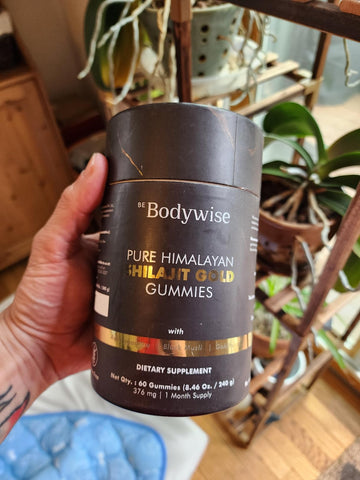 BE Bodywise
PURE HIMALAYAN
SHILAJIT GOLD
GUMMIES
with
DIETARY SUPPLEMENT
Net Qty. : 60 Gummies (8.46 Oz. / 240 g)
376 mg | 1 Month Supply